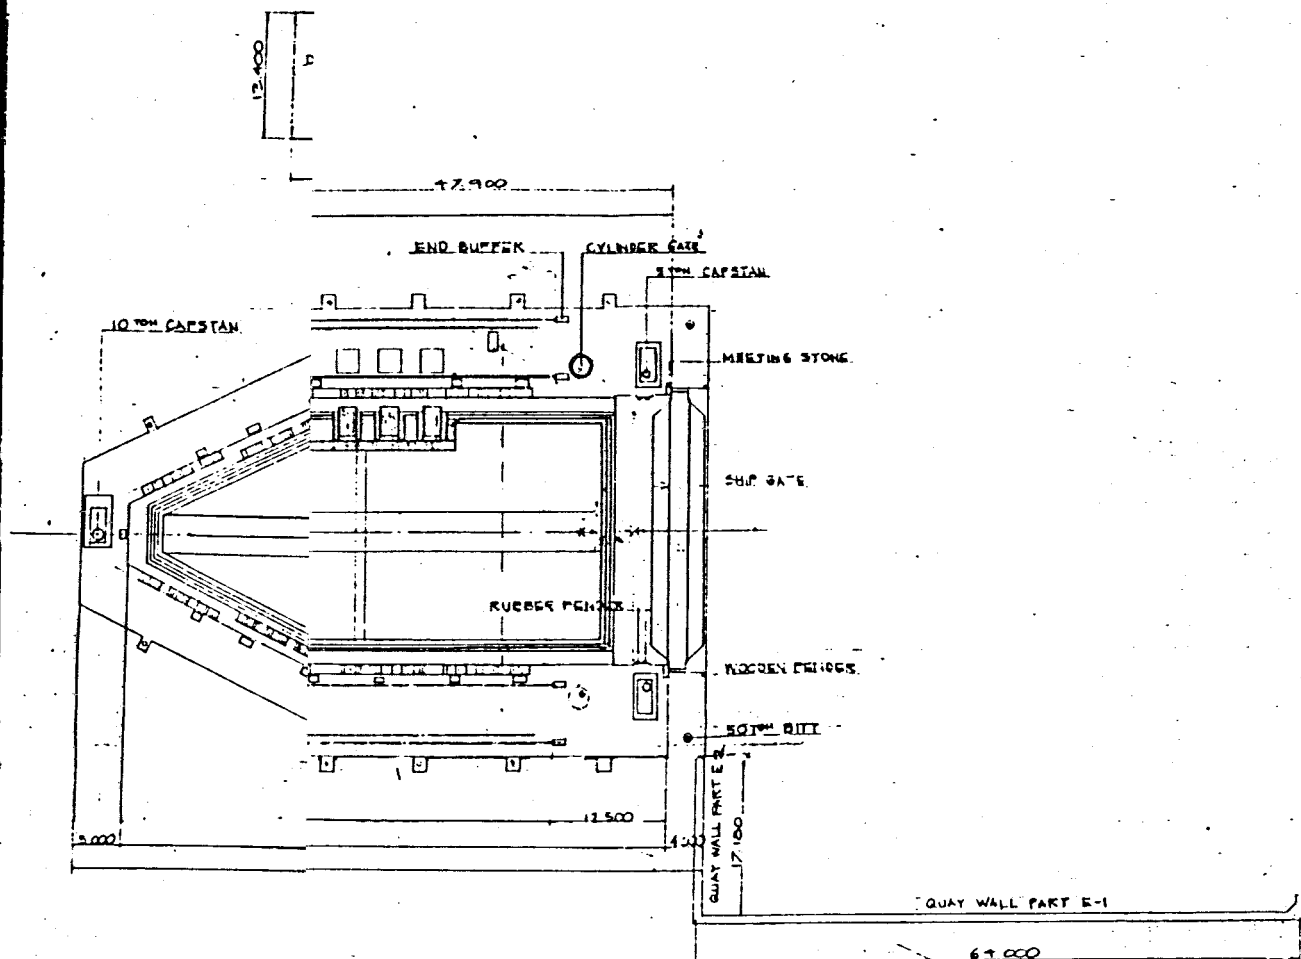 12.400
47.900
END BUFFER
CYLINDER GATE
5 TON CAPSTAN
10 TON CAPSTAN
MEETING STONE.
SHIP GATE.
RUBBER FENDER
WOODEN FENDER.
50 TON BITT
QUAY WALL PART E-2
17.180
12.500
5.000
QUAY WALL PART E-1
64.000